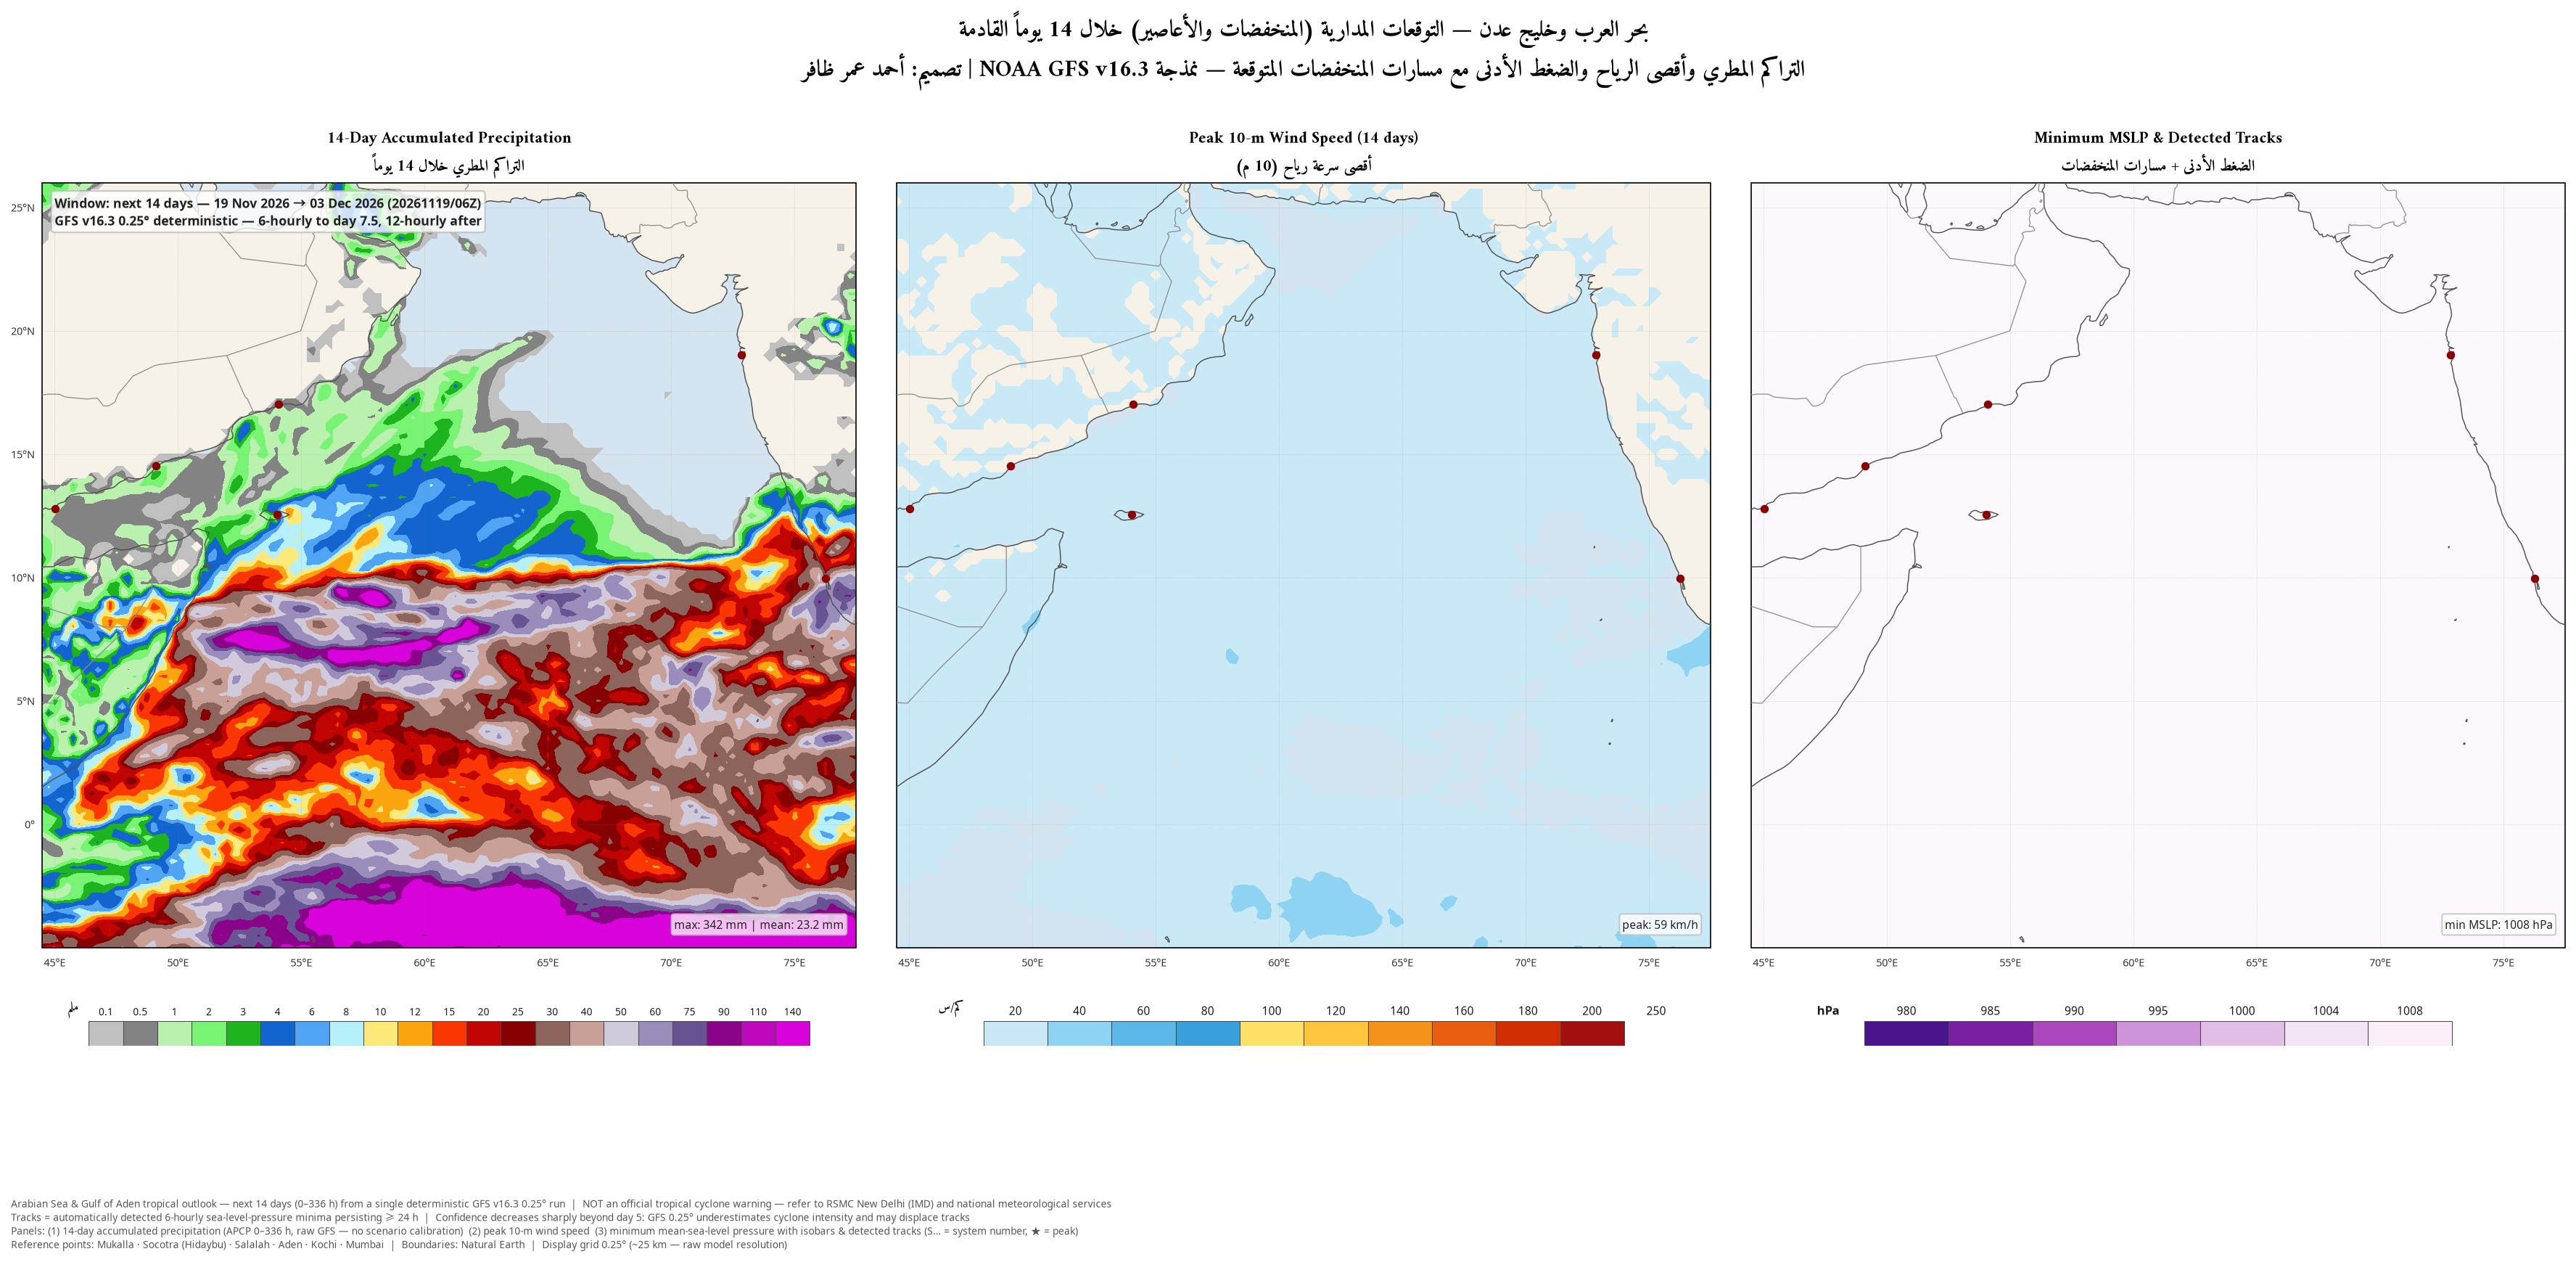 بحر العرب وخليج عدن — التوقعات المدارية (المنخفضات والأعاصير) خلال 14 يوماً القادمة
التراكم المطري وأقصى الرياح والضغط الأدنى مع مسارات المنخفضات المتوقعة — نمذجة NOAA GFS v16.3 | تصميم: أحمد عمر ظافر
14-Day Accumulated Precipitation
التراكم المطري خلال 14 يوماً
Window: next 14 days — 19 Nov 2026 → 03 Dec 2026 (20261119/06Z)
GFS v16.3 0.25° deterministic — 6-hourly to day 7.5, 12-hourly after
25°N
20°N
15°N
10°N
5°N
0°
max: 342 mm | mean: 23.2 mm
45°E 50°E 55°E 60°E 65°E 70°E 75°E
ملم
0.1 0.5 1 2 3 4 6 8 10 12 15 20 25 30 40 50 60 75 90 110 140
Peak 10-m Wind Speed (14 days)
أقصى سرعة رياح (10 م)
peak: 59 km/h
45°E 50°E 55°E 60°E 65°E 70°E 75°E
كم/س
20 40 60 80 100 120 140 160 180 200 250
Minimum MSLP & Detected Tracks
الضغط الأدنى + مسارات المنخفضات
min MSLP: 1008 hPa
45°E 50°E 55°E 60°E 65°E 70°E 75°E
hPa
980 985 990 995 1000 1004 1008
Arabian Sea & Gulf of Aden tropical outlook — next 14 days (0–336 h) from a single deterministic GFS v16.3 0.25° run | NOT an official tropical cyclone warning — refer to RSMC New Delhi (IMD) and national meteorological services
Tracks = automatically detected 6-hourly sea-level-pressure minima persisting ⩾ 24 h | Confidence decreases sharply beyond day 5: GFS 0.25° underestimates cyclone intensity and may displace tracks
Panels: (1) 14-day accumulated precipitation (APCP 0–336 h, raw GFS — no scenario calibration) (2) peak 10-m wind speed (3) minimum mean-sea-level pressure with isobars & detected tracks (S… = system number, ★ = peak)
Reference points: Mukalla · Socotra (Hidaybu) · Salalah · Aden · Kochi · Mumbai | Boundaries: Natural Earth | Display grid 0.25° (~25 km — raw model resolution)